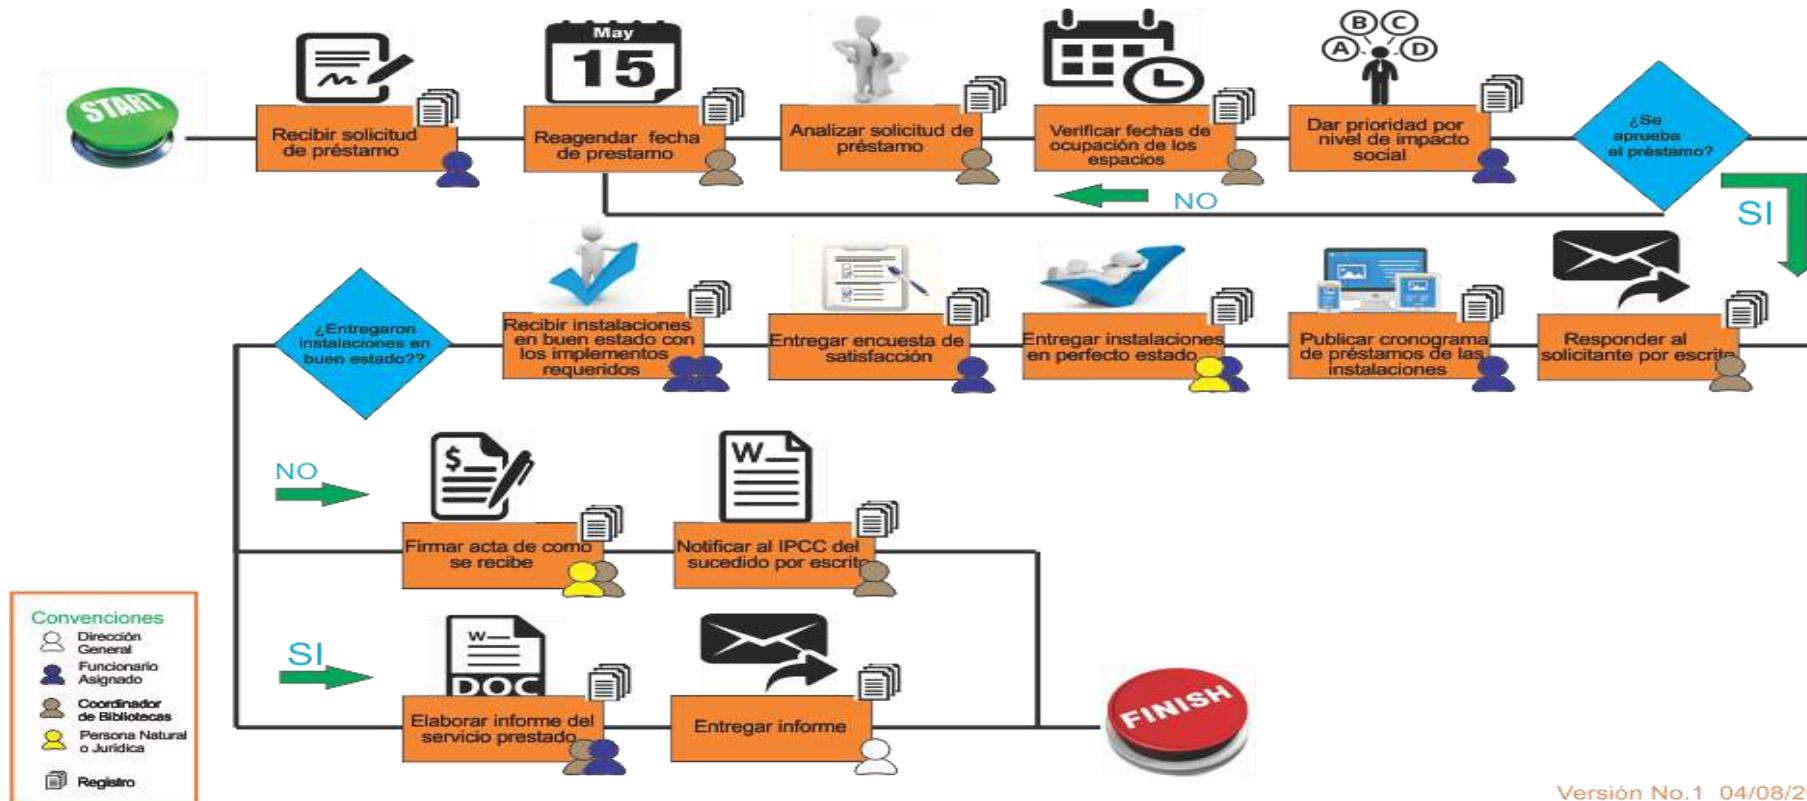 START
Recibir solicitud
de préstamo
May
15
Reagendar fecha
de prestamo
Analizar solicitud de
préstamo
Verificar fechas de
ocupación de los
espacios
A B C D
Dar prioridad por
nivel de impacto
social
¿Se
aprueba
el préstamo?
NO
SI
¿Entregaron
instalaciones en
buen estado??
Recibir instalaciones
en buen estado con
los implementos
requeridos
Entregar encuesta de
satisfacción
Entregar instalaciones
en perfecto estado
Publicar cronograma
de préstamos de las
instalaciones
Responder al
solicitante por escrito
NO
$
Firmar acta de como
se recibe
W
Notificar al IPCC del
sucedido por escrito
SI
W
DOC
Elaborar informe del
servicio prestado
Entregar informe
FINISH
Convenciones
Dirección
General
Funcionario
Asignado
Coordinador
de Bibliotecas
Persona Natural
o Juridica
Registro
Versión No.1 04/08/2